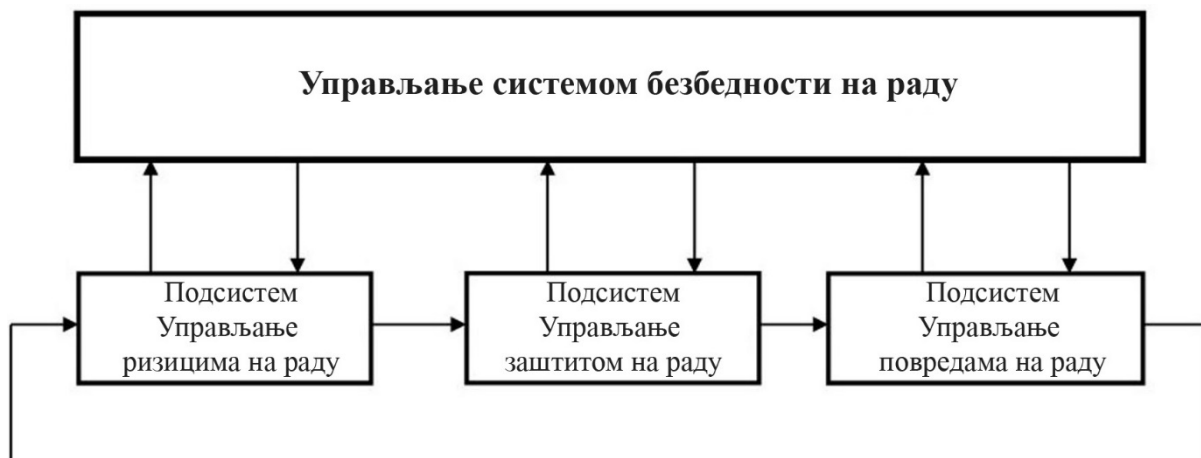 Управљање системом безбедности на раду
Подсистем
Управљање
ризицима на раду
Подсистем
Управљање
заштитом на раду
Подсистем
Управљање
повредама на раду